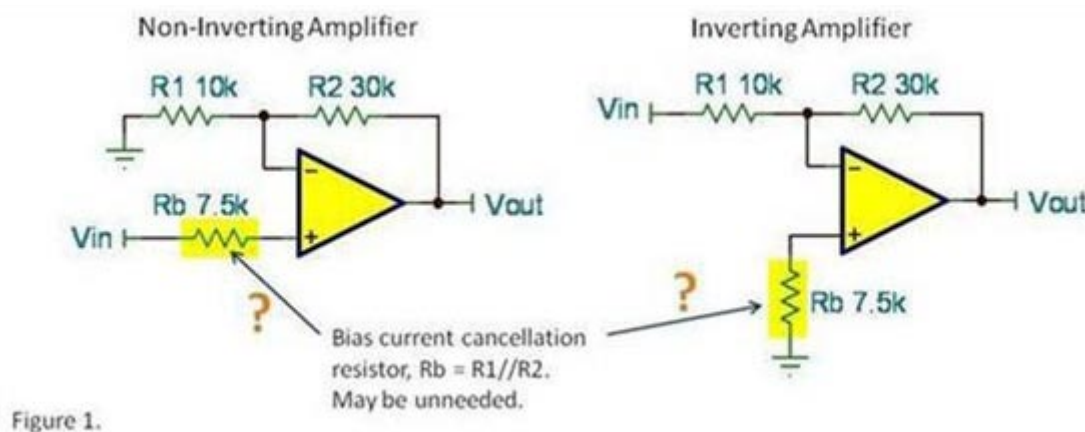 Non-Inverting Amplifier
Inverting Amplifier
R1 10k
R2 30k
R1 10k
R2 30k
Vin
−
+
Vout
−
+
Vout
Rb 7.5k
Vin
?
?
Rb 7.5k
Bias current cancellation
resistor, Rb = R1//R2.
May be unneeded.
Figure 1.